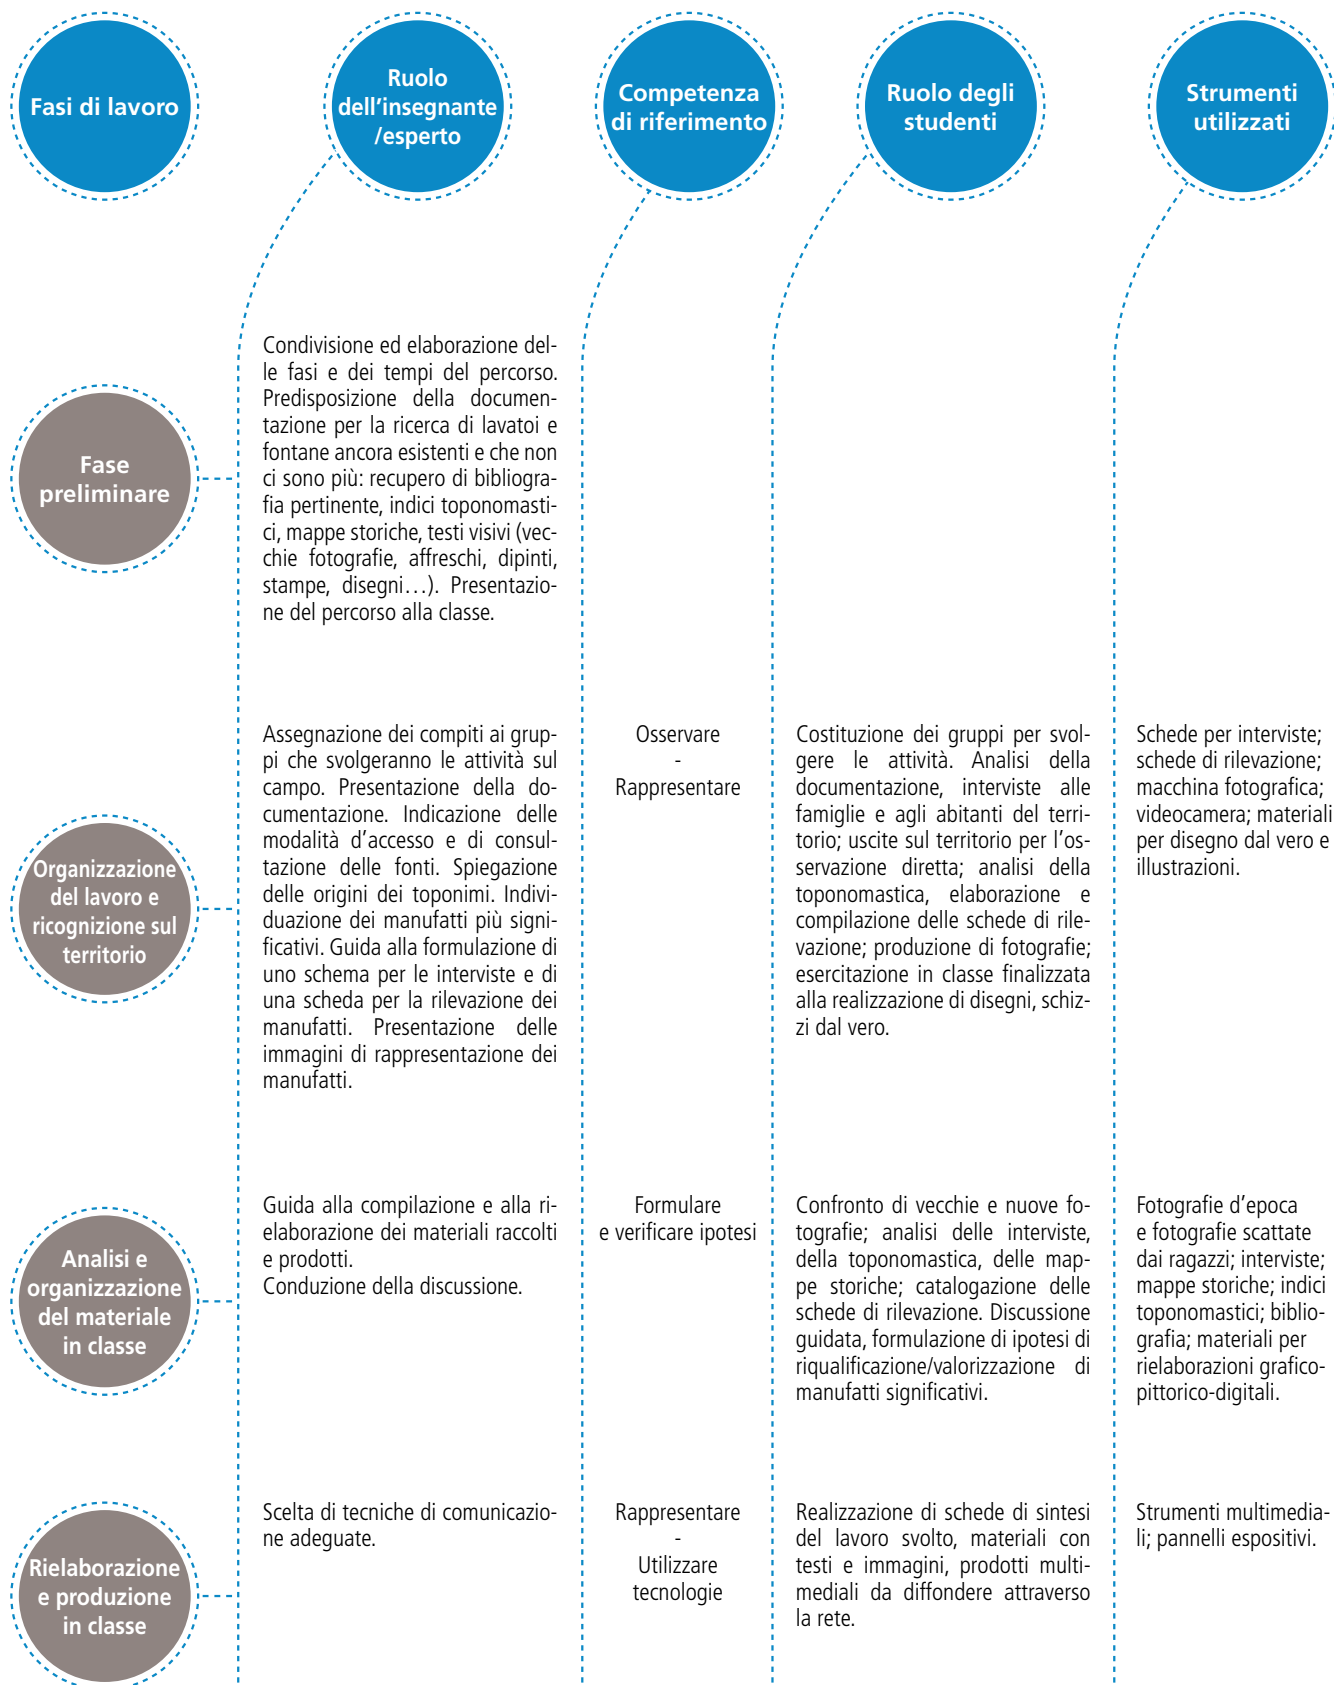 Fasi di lavoro
Ruolo
dell’insegnante
/esperto
Competenza
di riferimento
Ruolo degli
studenti
Strumenti
utilizzati
Fase
preliminare
Condivisione ed elaborazione del-
le fasi e dei tempi del percorso.
Predisposizione della documen-
tazione per la ricerca di lavatoi e
fontane ancora esistenti e che non
ci sono più: recupero di bibliogra-
fia pertinente, indici toponomasti-
ci, mappe storiche, testi visivi (vec-
chie fotografie, affreschi, dipinti,
stampe, disegni…). Presentazio-
ne del percorso alla classe.
Organizzazione
del lavoro e
ricognizione sul
territorio
Assegnazione dei compiti ai grup-
pi che svolgeranno le attività sul
campo. Presentazione della do-
cumentazione. Indicazione delle
modalità d’accesso e di consul-
tazione delle fonti. Spiegazione
delle origini dei toponimi. Indivi-
duazione dei manufatti più signi-
ficativi. Guida alla formulazione di
uno schema per le interviste e di
una scheda per la rilevazione dei
manufatti. Presentazione delle
immagini di rappresentazione dei
manufatti.
Osservare
-
Rappresentare
Costituzione dei gruppi per svol-
gere le attività. Analisi della
documentazione, interviste alle
famiglie e agli abitanti del terri-
torio; uscite sul territorio per l’os-
servazione diretta; analisi della
toponomastica, elaborazione e
compilazione delle schede di rile-
vazione; produzione di fotografie;
esercitazione in classe finalizzata
alla realizzazione di disegni, schiz-
zi dal vero.
Schede per interviste;
schede di rilevazione;
macchina fotografica;
videocamera; materiali
per disegno dal vero e
illustrazioni.
Analisi e
organizzazione
del materiale
in classe
Guida alla compilazione e alla ri-
elaborazione dei materiali raccolti
e prodotti.
Conduzione della discussione.
Formulare
e verificare ipotesi
Confronto di vecchie e nuove fo-
tografie; analisi delle interviste,
della toponomastica, delle map-
pe storiche; catalogazione delle
schede di rilevazione. Discussione
guidata, formulazione di ipotesi di
riqualificazione/valorizzazione di
manufatti significativi.
Fotografie d’epoca
e fotografie scattate
dai ragazzi; interviste;
mappe storiche; indici
toponomastici; biblio-
grafia; materiali per
rielaborazioni grafico-
pittorico-digitali.
Rielaborazione
e produzione
in classe
Scelta di tecniche di comunicazio-
ne adeguate.
Rappresentare
-
Utilizzare
tecnologie
Realizzazione di schede di sintesi
del lavoro svolto, materiali con
testi e immagini, prodotti multi-
mediali da diffondere attraverso
la rete.
Strumenti multimedia-
li; pannelli espositivi.